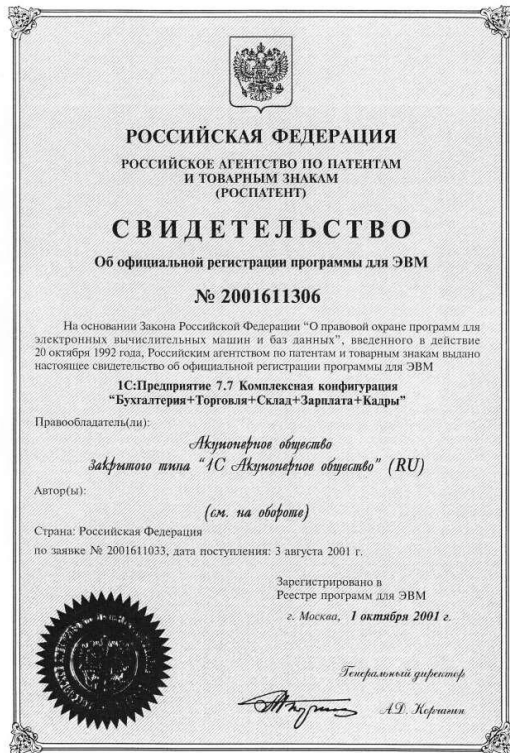 РОССИЙСКАЯ ФЕДЕРАЦИЯ
РОССИЙСКОЕ АГЕНТСТВО ПО ПАТЕНТАМ
И ТОВАРНЫМ ЗНАКАМ
(РОСПАТЕНТ)
СВИДЕТЕЛЬСТВО
Об официальной регистрации программы для ЭВМ
№ 2001611306
На основании Закона Российской Федерации “О правовой охране программ для
электронных вычислительных машин и баз данных”, введенного в действие
20 октября 1992 года, Российским агентством по патентам и товарным знакам выдано
настоящее свидетельство об официальной регистрации программы для ЭВМ
1С:Предприятие 7.7 Комплексная конфигурация
“Бухгалтерия+Торговля+Склад+Зарплата+Кадры”
Правообладатель(ли):
Акционерное общество
закрытого типа “1С Акционерное общество” (RU)
Автор(ы):
(см. на обороте)
Страна: Российская Федерация
по заявке № 2001611033, дата поступления: 3 августа 2001 г.
Зарегистрировано в
Реестре программ для ЭВМ
г. Москва, 1 октября 2001 г.
Генеральный директор
А.Д. Корчагин